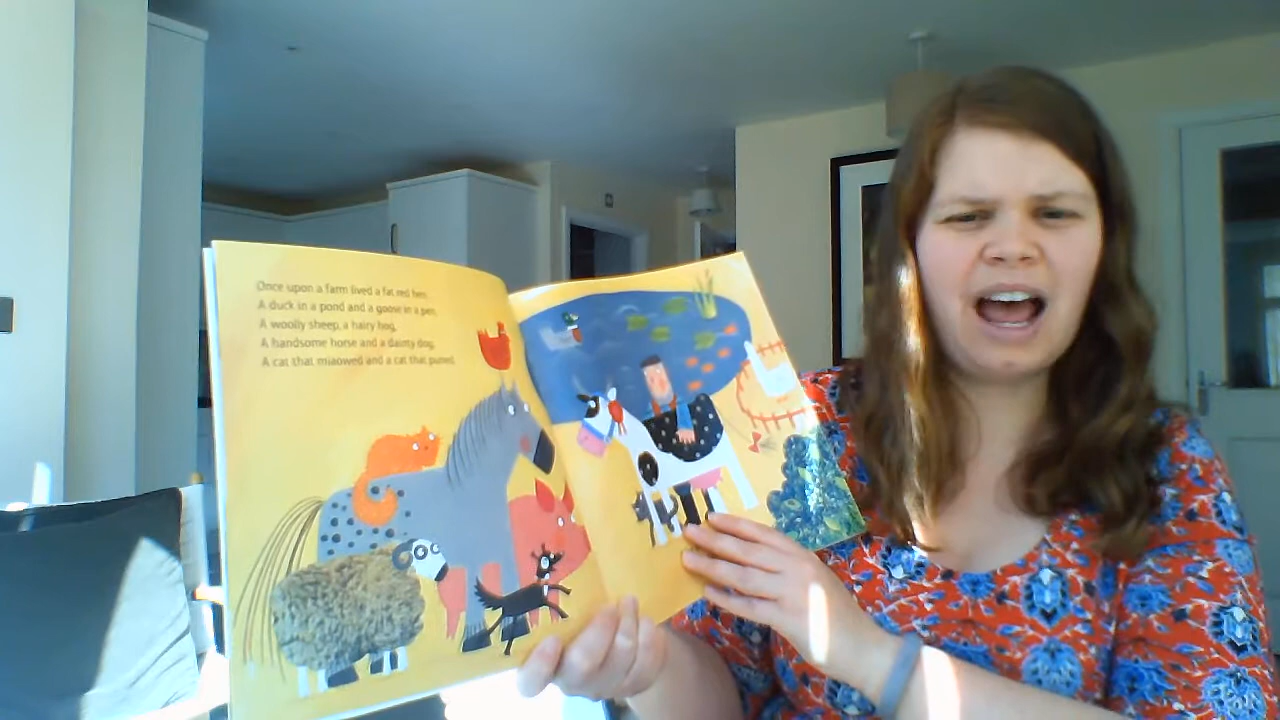 Once upon a farm lived a fat red hen,
A duck in a pond and a goose in a pen,
A woolly sheep, a hairy hog,
A handsome horse and a dainty dog,
A cat that miaowed and a cat that purred.